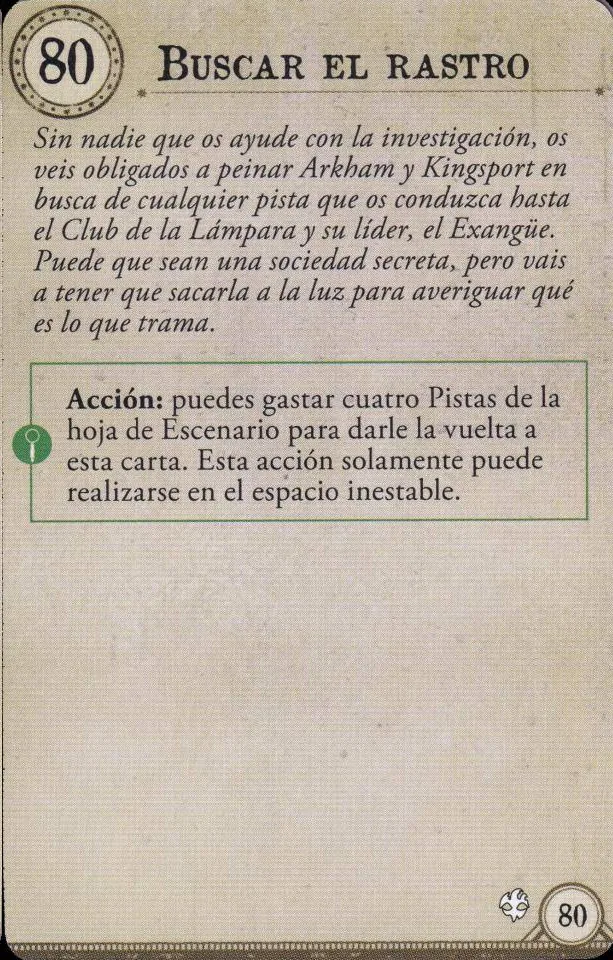 80
Buscar el rastro
Sin nadie que os ayude con la investigación, os
veis obligados a peinar Arkham y Kingsport en
busca de cualquier pista que os conduzca hasta
el Club de la Lámpara y su líder, el Exangüe.
Puede que sean una sociedad secreta, pero vais
a tener que sacarla a la luz para averiguar qué
es lo que trama.
Acción: puedes gastar cuatro Pistas de la
hoja de Escenario para darle la vuelta a
esta carta. Esta acción solamente puede
realizarse en el espacio inestable.
80